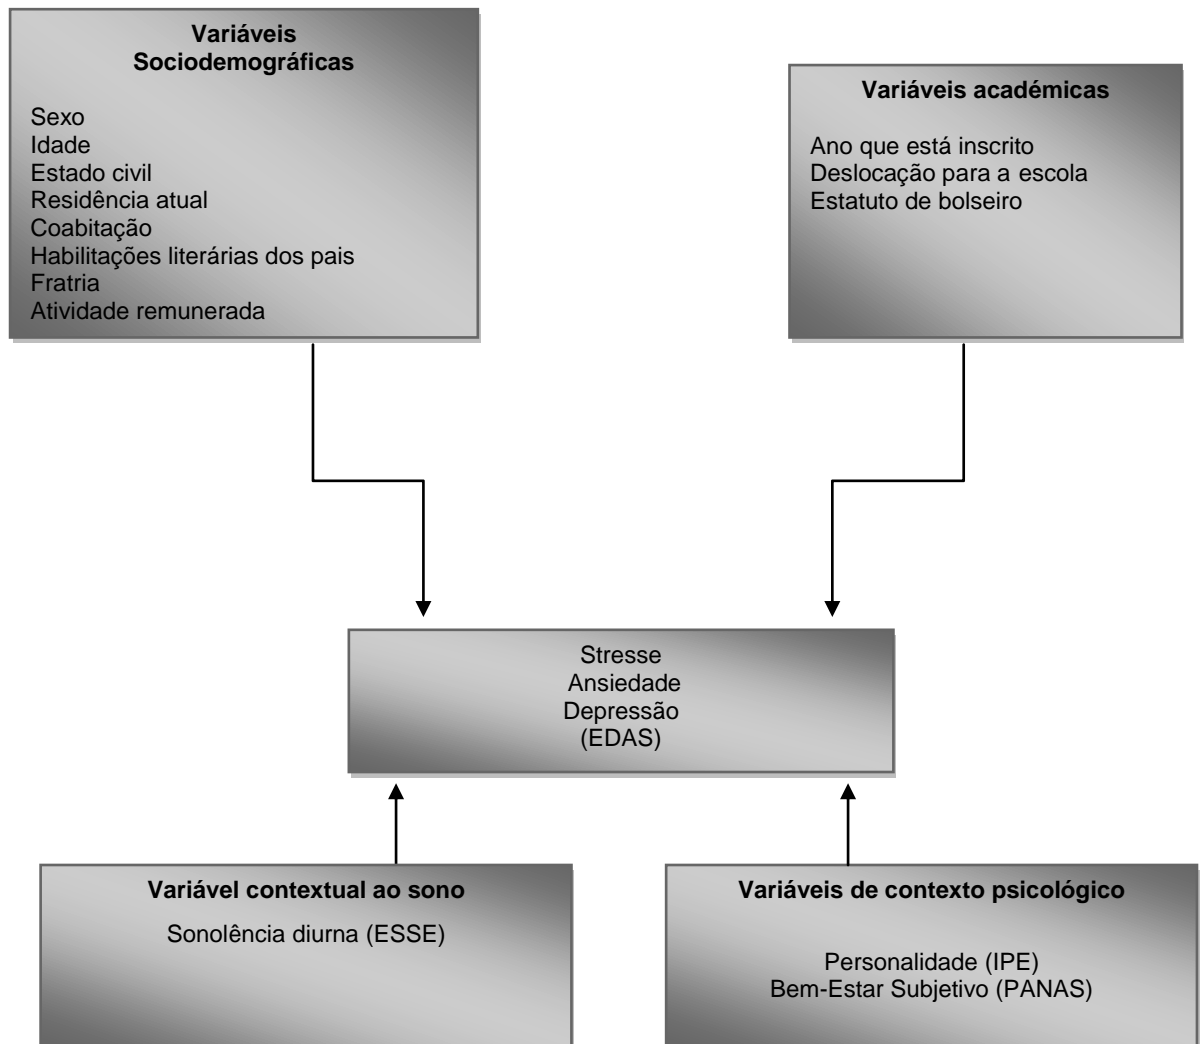 Variáveis
Sociodemográficas
Sexo
Idade
Estado civil
Residência atual
Coabitação
Habilitações literárias dos pais
Fratria
Atividade remunerada
Variáveis académicas
Ano que está inscrito
Deslocação para a escola
Estatuto de bolseiro
Stresse
Ansiedade
Depressão
(EDAS)
Variável contextual ao sono
Sonolência diurna (ESSE)
Variáveis de contexto psicológico
Personalidade (IPE)
Bem-Estar Subjetivo (PANAS)